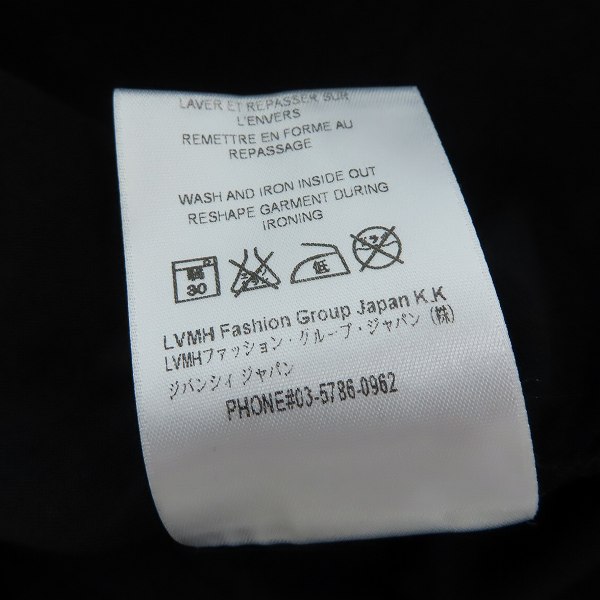 LAVER ET REPASSER SUR
L'ENVERS
REMETTRE EN FORME AU
REPASSAGE
WASH AND IRON INSIDE OUT
RESHAPE GARMENT DURING
IRONING
30 低
LVMH Fashion Group Japan K.K
LVMHファッション・グループ・ジャパン (株)
ジバンシィ ジャパン
PHONE#03-5786-0962